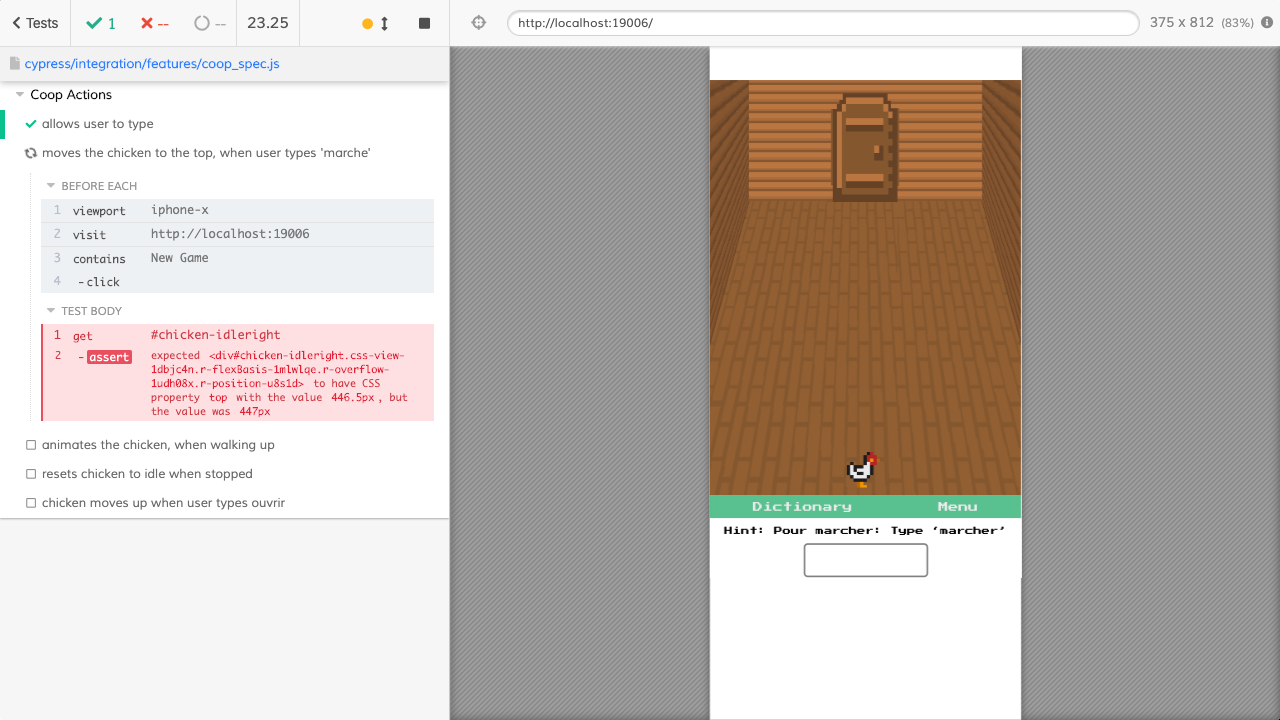 Tests
1
--
--
23.25
http://localhost:19006/
375 x 812 (83%)
cypress/integration/features/coop_spec.js
Coop Actions
allows user to type
moves the chicken to the top, when user types 'marche'
BEFORE EACH
1 viewport iphone-x
2 visit http://localhost:19006
3 contains New Game
4 -click
TEST BODY
1 get #chicken-idleright
2 -assert expected <div#chicken-idleright.css-view-
1dbjc4n.r-flexBasis-1mlwlqe.r-overflow-
1udh08x.r-position-u8s1d> to have CSS
property top with the value 446.5px, but
the value was 447px
animates the chicken, when walking up
resets chicken to idle when stopped
chicken moves up when user types ouvrir
Dictionary Menu
Hint: Pour marcher: Type ‘marcher’